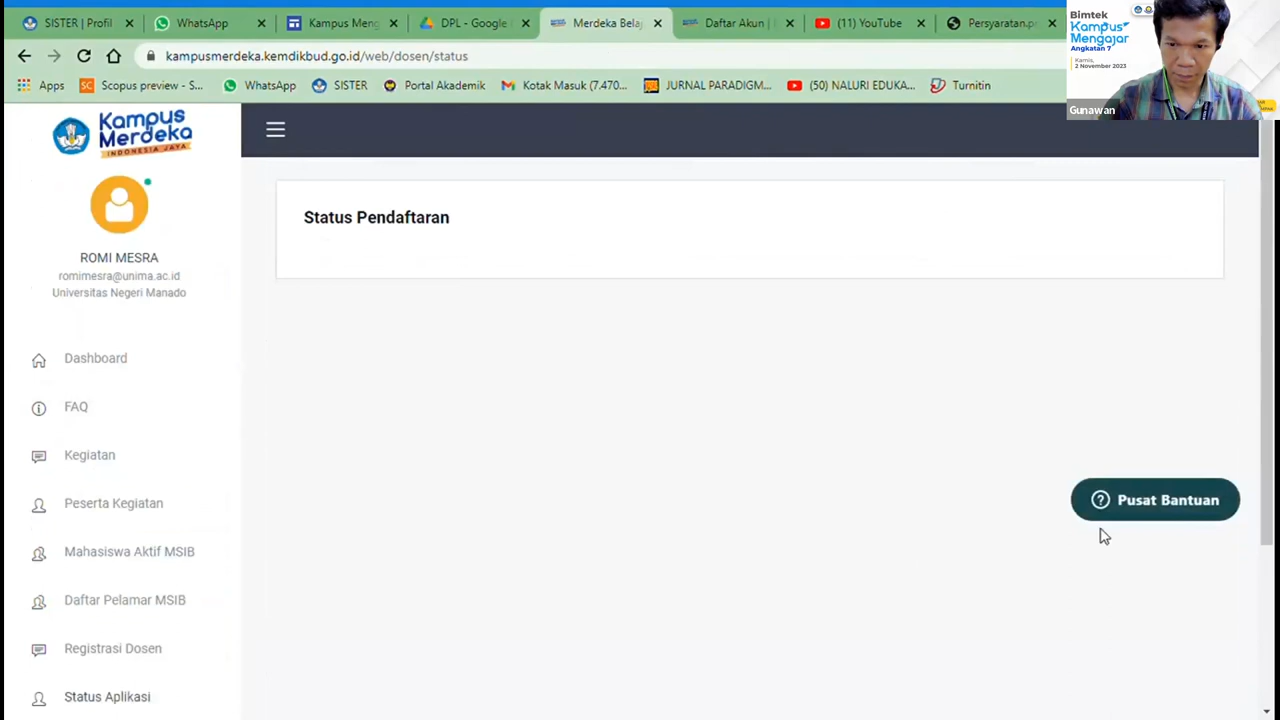 SISTER | Profil
WhatsApp
Kampus Meng
DPL - Google
Merdeka Belaj
Daftar Akun |
(11) YouTube
Persyaratan.p
kampusmerdeka.kemdikbud.go.id/web/dosen/status
Apps
Scopus preview - S...
WhatsApp
SISTER
Portal Akademik
Kotak Masuk (7.470...
JURNAL PARADIGM...
(50) NALURI EDUKA...
Turnitin
Bimtek
Kampus
Mengajar
Angkatan 7
Kamis,
2 November 2023
Gunawan
Kampus
Merdeka
INDONESIA JAYA
ROMI MESRA
romimesra@unima.ac.id
Universitas Negeri Manado
Dashboard
FAQ
Kegiatan
Peserta Kegiatan
Mahasiswa Aktif MSIB
Daftar Pelamar MSIB
Registrasi Dosen
Status Aplikasi
Status Pendaftaran
Pusat Bantuan